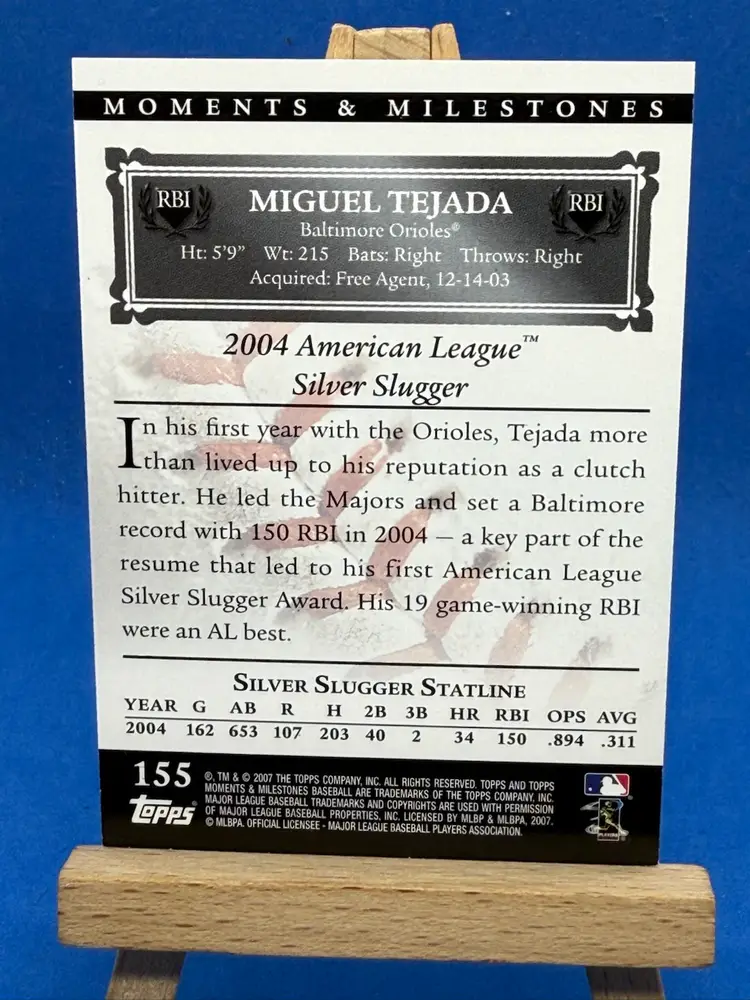 MOMENTS & MILESTONES
RBI MIGUEL TEJADA RBI
Baltimore Orioles®
Ht: 5'9" Wt: 215 Bats: Right Throws: Right
Acquired: Free Agent, 12-14-03
2004 American League™
Silver Slugger
In his first year with the Orioles, Tejada more
than lived up to his reputation as a clutch
hitter. He led the Majors and set a Baltimore
record with 150 RBI in 2004 — a key part of the
resume that led to his first American League
Silver Slugger Award. His 19 game-winning RBI
were an AL best.
SILVER SLUGGER STATLINE
YEAR G AB R H 2B 3B HR RBI OPS AVG
2004 162 653 107 203 40 2 34 150 .894 .311
155
Topps
®, TM & © 2007 THE TOPPS COMPANY, INC. ALL RIGHTS RESERVED. TOPPS AND TOPPS
MOMENTS & MILESTONES BASEBALL ARE TRADEMARKS OF THE TOPPS COMPANY, INC.
MAJOR LEAGUE BASEBALL TRADEMARKS AND COPYRIGHTS ARE USED WITH PERMISSION
OF MAJOR LEAGUE BASEBALL PROPERTIES, INC. LICENSED BY MLBP & MLBPA, 2007.
© MLBPA. OFFICIAL LICENSEE - MAJOR LEAGUE BASEBALL PLAYERS ASSOCIATION.